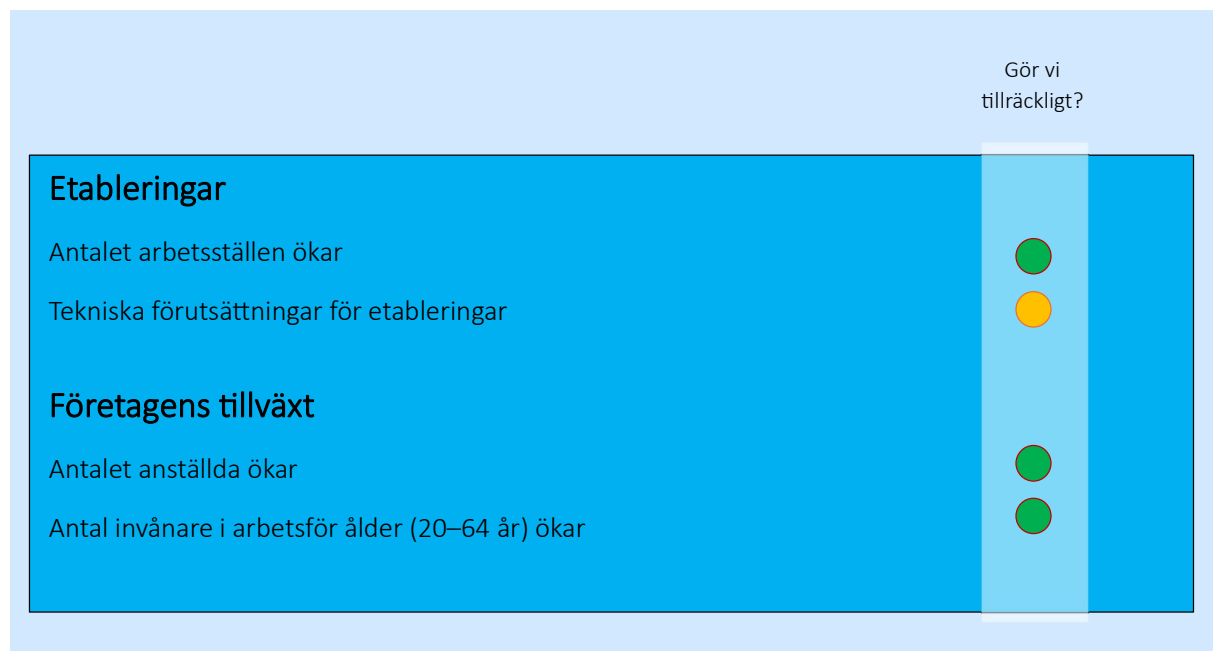 Gör vi
tillräckligt?
Etableringar
Antalet arbetsställen ökar
Tekniska förutsättningar för etableringar
Företagens tillväxt
Antalet anställda ökar
Antal invånare i arbetsför ålder (20–64 år) ökar